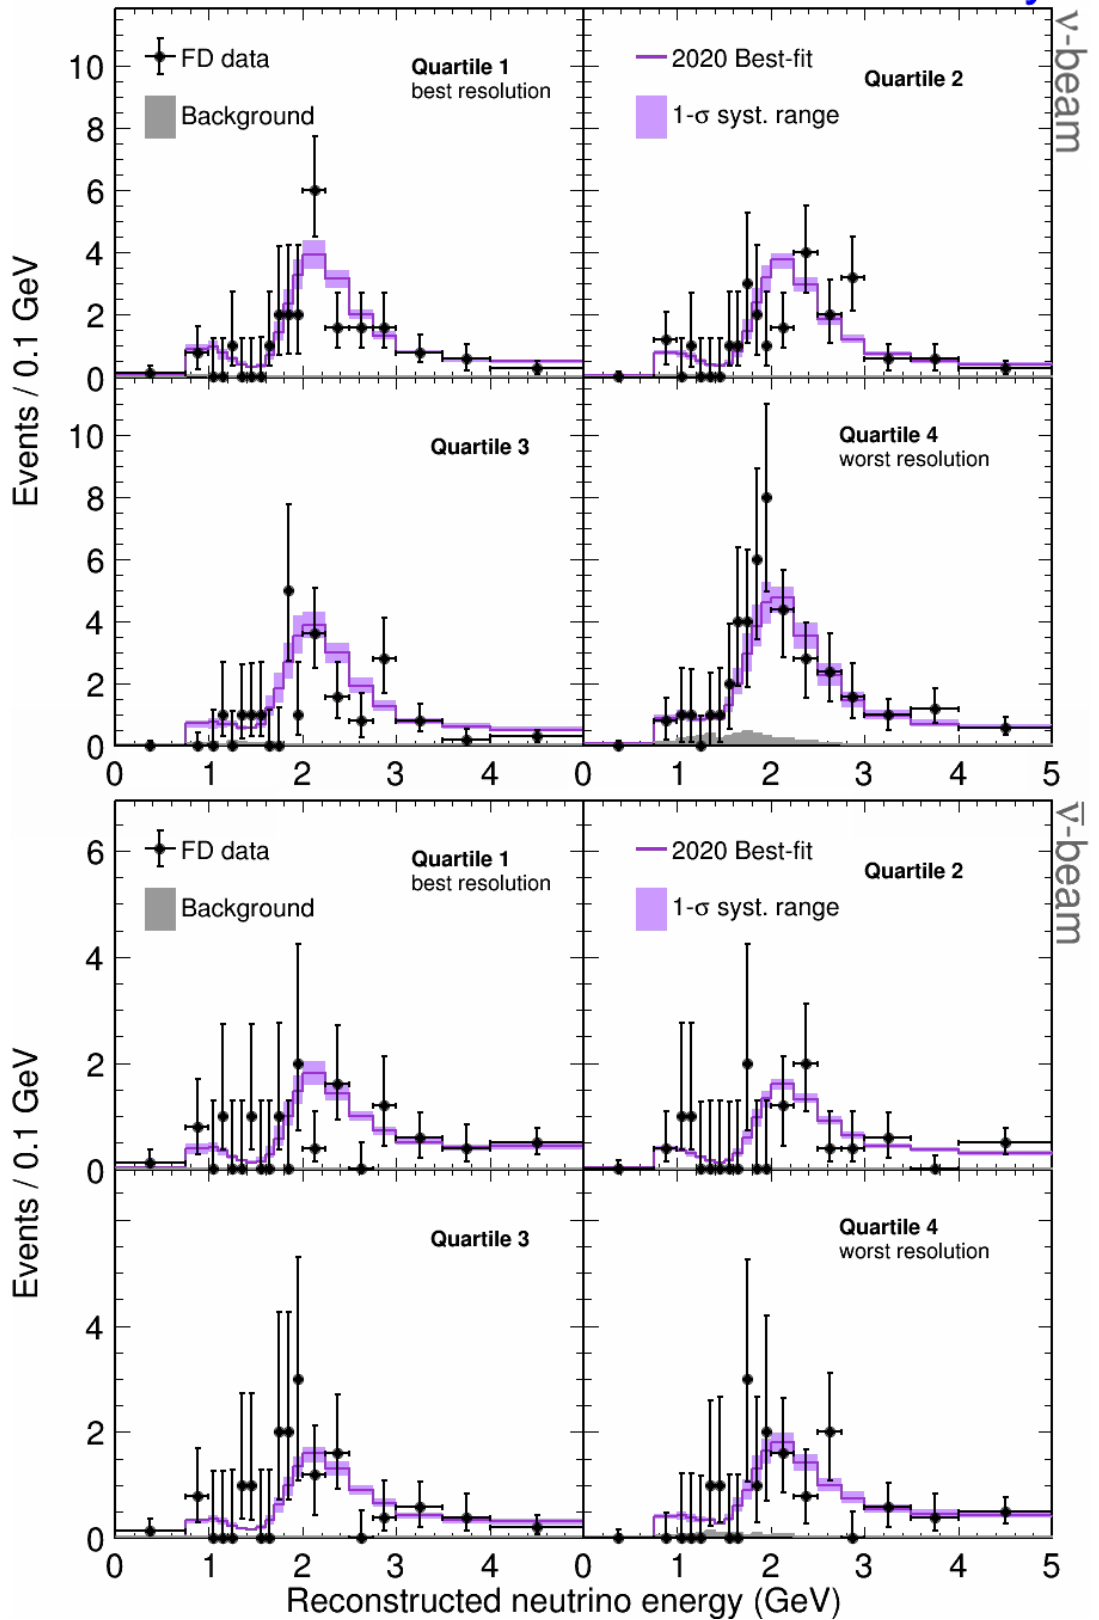 ν-beam
FD data
Background
Quartile 1
best resolution
2020 Best-fit
1-σ syst. range
Quartile 2
10
8
6
4
2
0
Events / 0.1 GeV
Quartile 3
Quartile 4
worst resolution
10
8
6
4
2
0
0 1 2 3 4 0 1 2 3 4 5
ν̅-beam
FD data
Background
Quartile 1
best resolution
2020 Best-fit
1-σ syst. range
Quartile 2
6
4
2
0
Events / 0.1 GeV
Quartile 3
Quartile 4
worst resolution
4
2
0
0 1 2 3 4 0 1 2 3 4 5
Reconstructed neutrino energy (GeV)